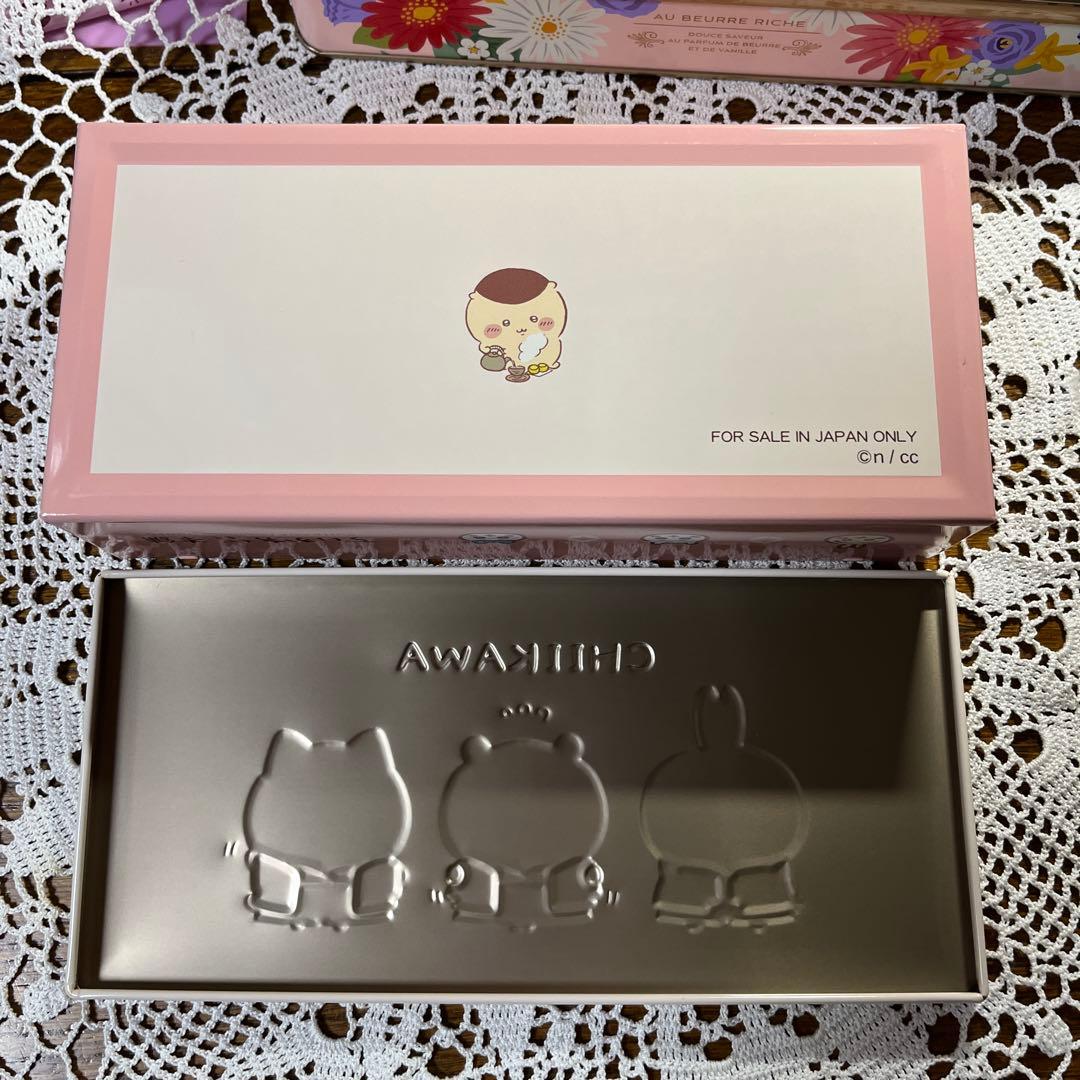 AU BEURRE RICHE
DOUCE SAVEUR
AU PARFUM DE BEURRE
ET DE VANILLE
FOR SALE IN JAPAN ONLY
©n / cc
CHIIKAWA